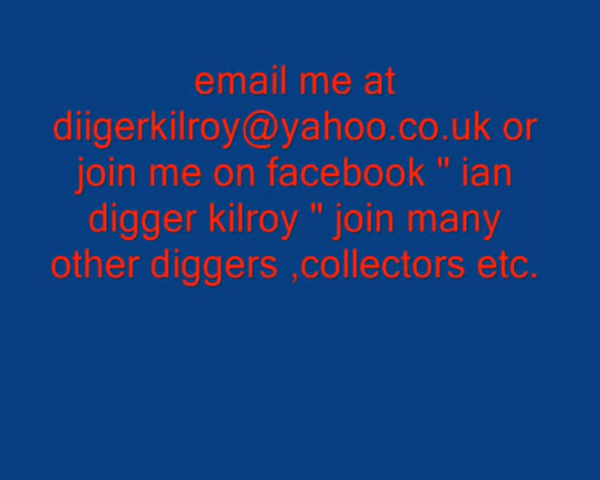 email me at
diigerkilroy@yahoo.co.uk or
join me on facebook " ian
digger kilroy " join many
other diggers ,collectors etc.